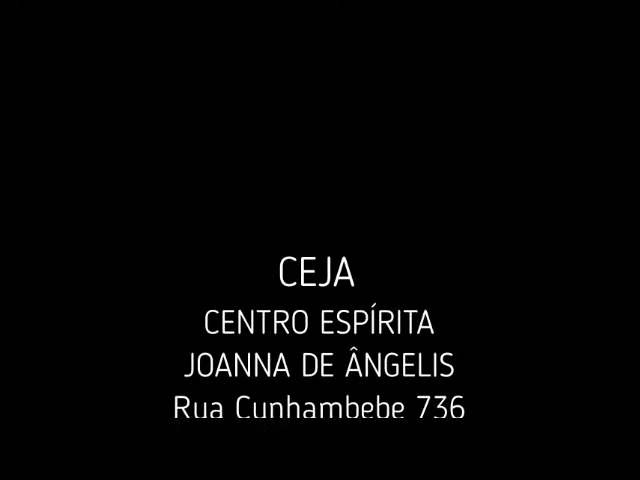 CEJA
CENTRO ESPÍRITA
JOANNA DE ÂNGELIS
Rua Cunhambebe 736